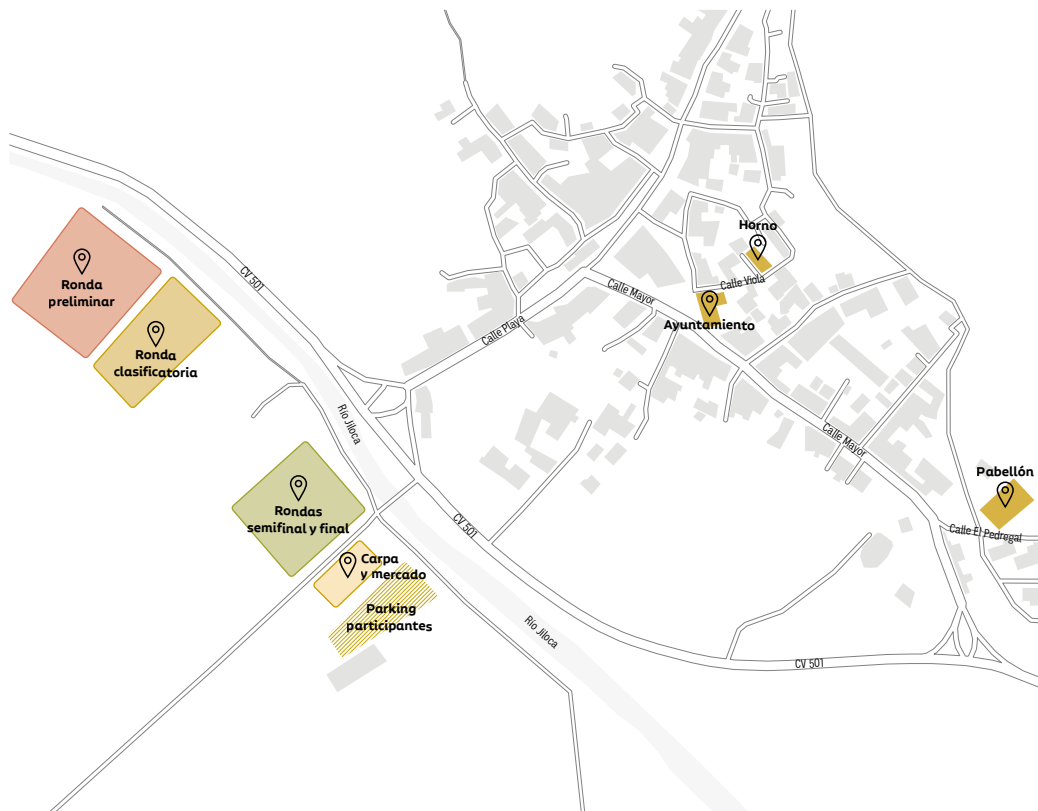 Horno
Calle Viola
CV 501
Ronda
preliminar
Calle Mayor
Ayuntamiento
Calle Playa
Ronda
clasificatoria
Río Jiloca
Calle Mayor
Pabellón
Rondas
semifinal y final
CV 501
Calle El Pedregal
Carpa
y mercado
Parking
participantes
Río Jiloca
CV 501